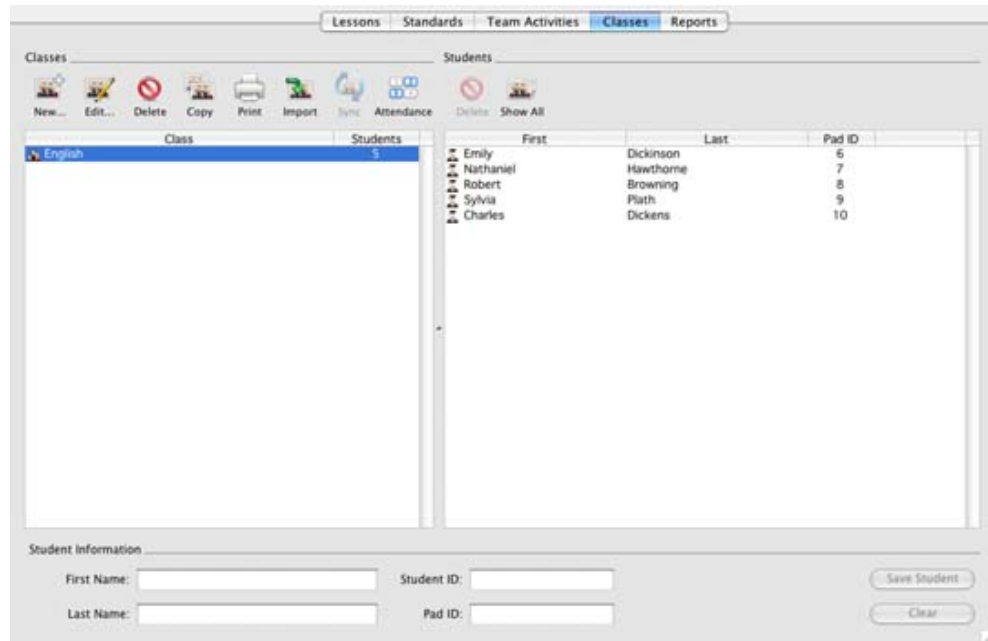 Lessons Standards Team Activities Classes Reports
Classes
New... Edit... Delete Copy Print Import Sync Attendance
Class Students
English 5
Students
Delete Show All
First Last Pad ID
Emily Dickinson 6
Nathaniel Hawthorne 7
Robert Browning 8
Sylvia Plath 9
Charles Dickens 10
Student Information
First Name: Student ID: Save Student
Last Name: Pad ID: Clear